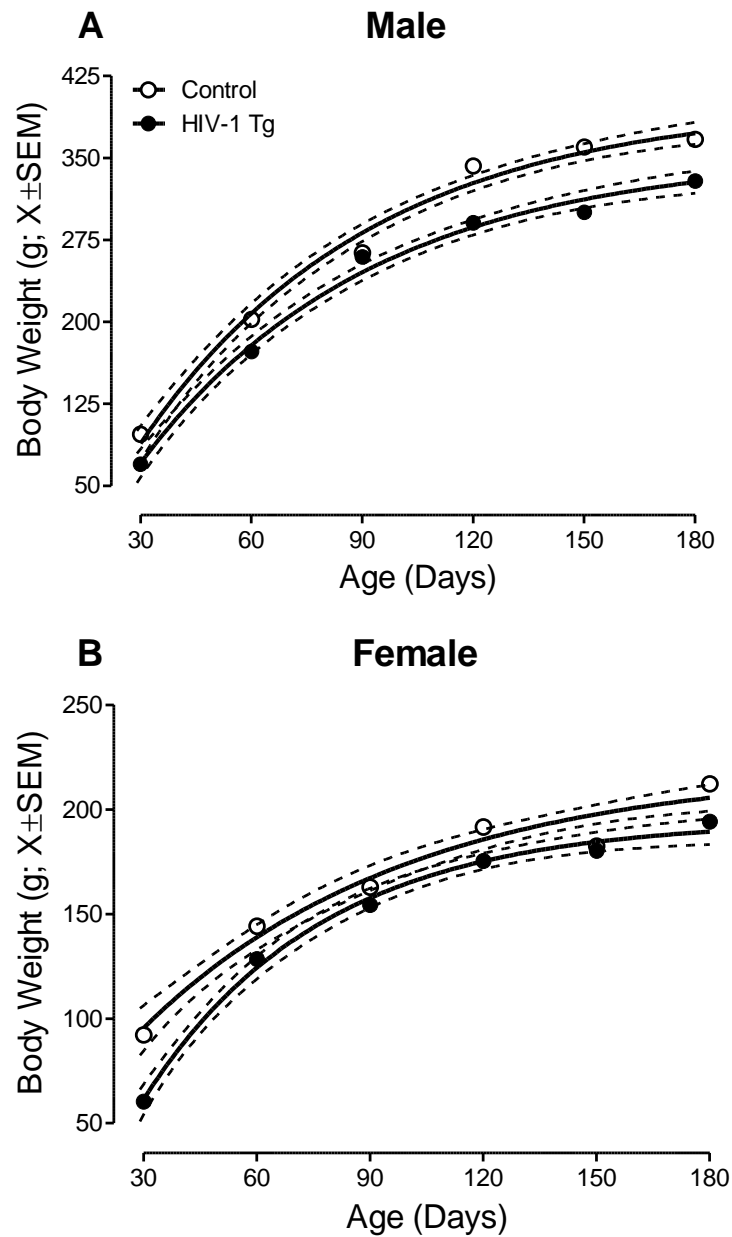 A Male
Control
HIV-1 Tg
425
350
275
200
125
50
Body Weight (g; X±SEM)
30 60 90 120 150 180
Age (Days)
B Female
250
200
150
100
50
Body Weight (g; X±SEM)
30 60 90 120 150 180
Age (Days)